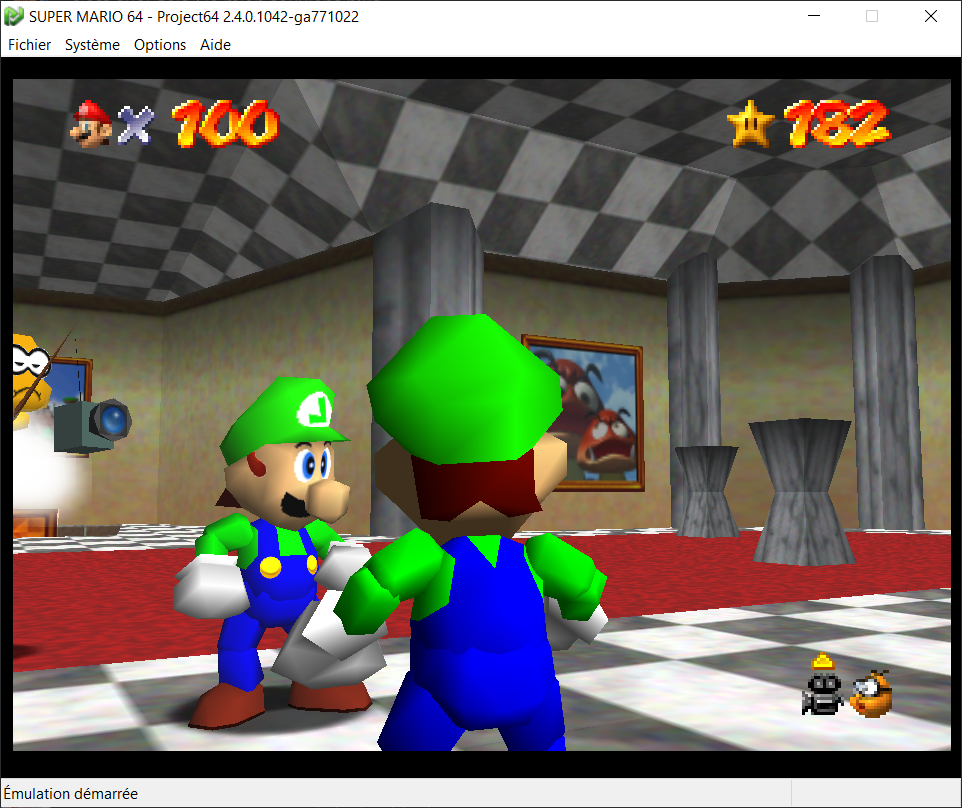 SUPER MARIO 64 - Project64 2.4.0.1042-ga771022
Fichier Système Options Aide
x 100 182
L
Émulation démarrée